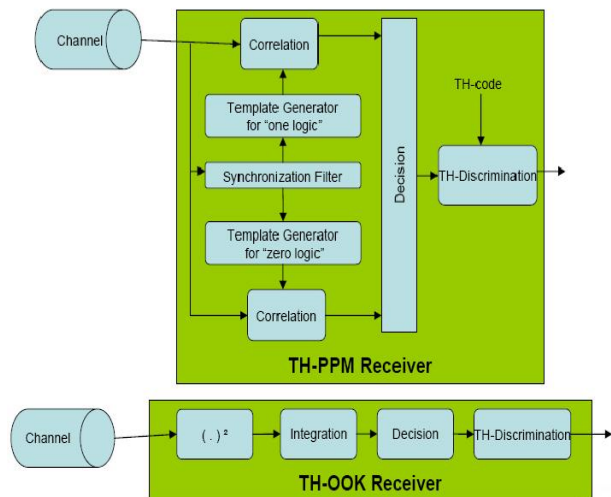 Channel
Correlation
Template Generator
for "one logic"
Synchronization Filter
Template Generator
for "zero logic"
Correlation
Decision
TH-code
TH-Discrimination
TH-PPM Receiver
Channel
( . ) ²
Integration
Decision
TH-Discrimination
TH-OOK Receiver